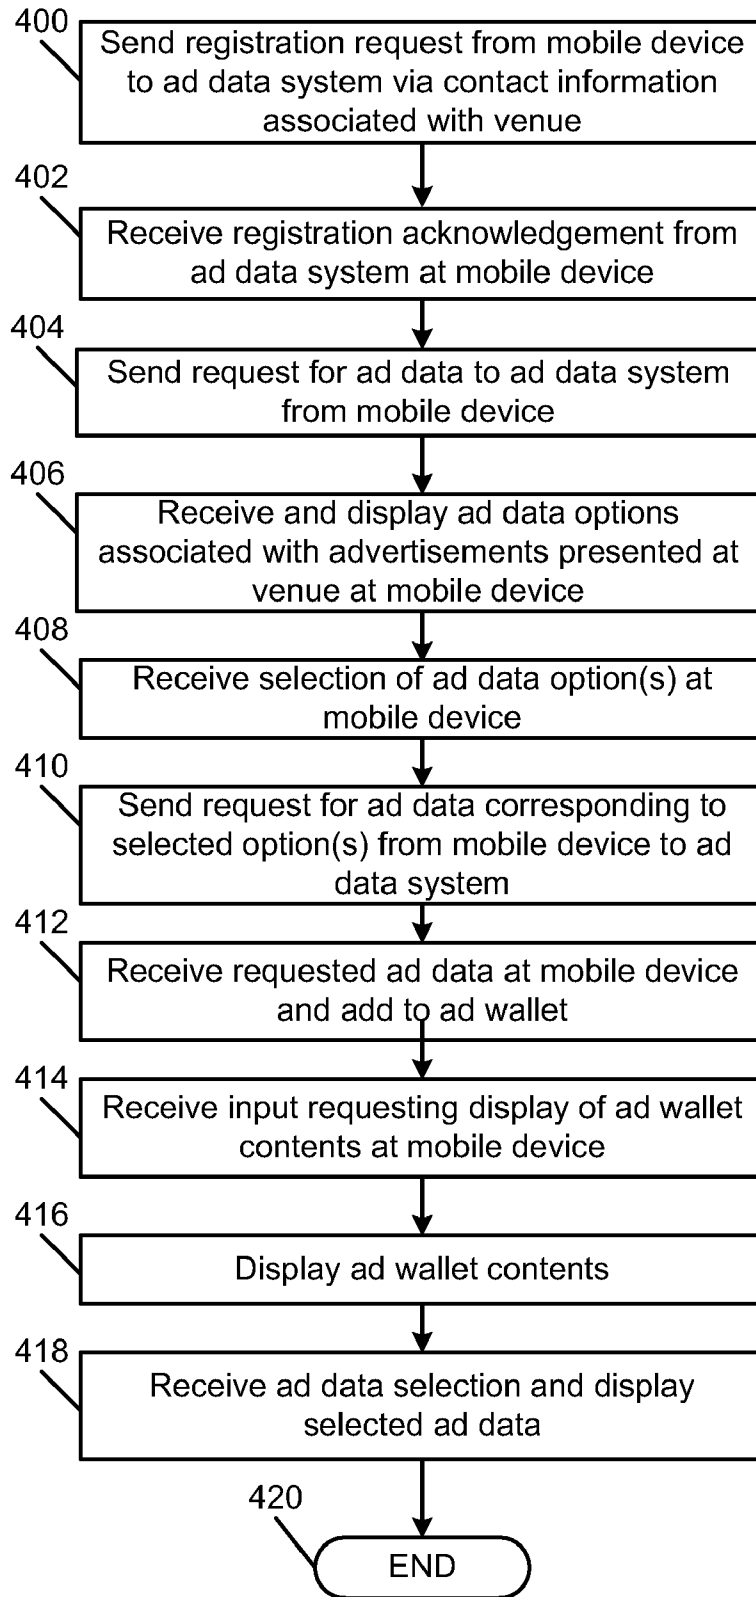 400
Send registration request from mobile device
to ad data system via contact information
associated with venue
402
Receive registration acknowledgement from
ad data system at mobile device
404
Send request for ad data to ad data system
from mobile device
406
Receive and display ad data options
associated with advertisements presented at
venue at mobile device
408
Receive selection of ad data option(s) at
mobile device
410
Send request for ad data corresponding to
selected option(s) from mobile device to ad
data system
412
Receive requested ad data at mobile device
and add to ad wallet
414
Receive input requesting display of ad wallet
contents at mobile device
416
Display ad wallet contents
418
Receive ad data selection and display
selected ad data
420
END